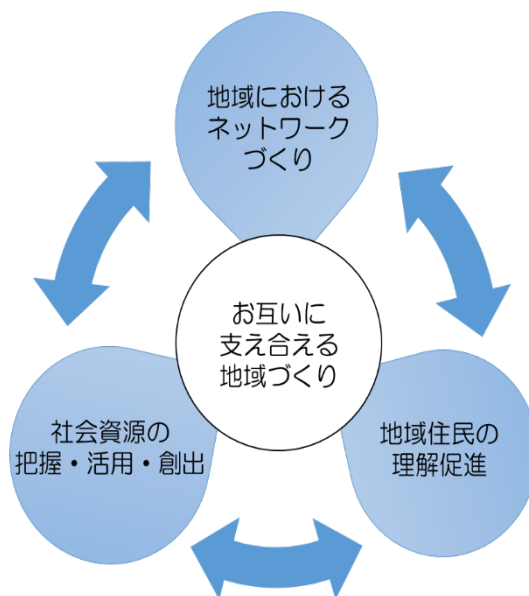 地域における
ネットワーク
づくり
お互いに
支え合える
地域づくり
社会資源の
把握・活用・創出
地域住民の
理解促進